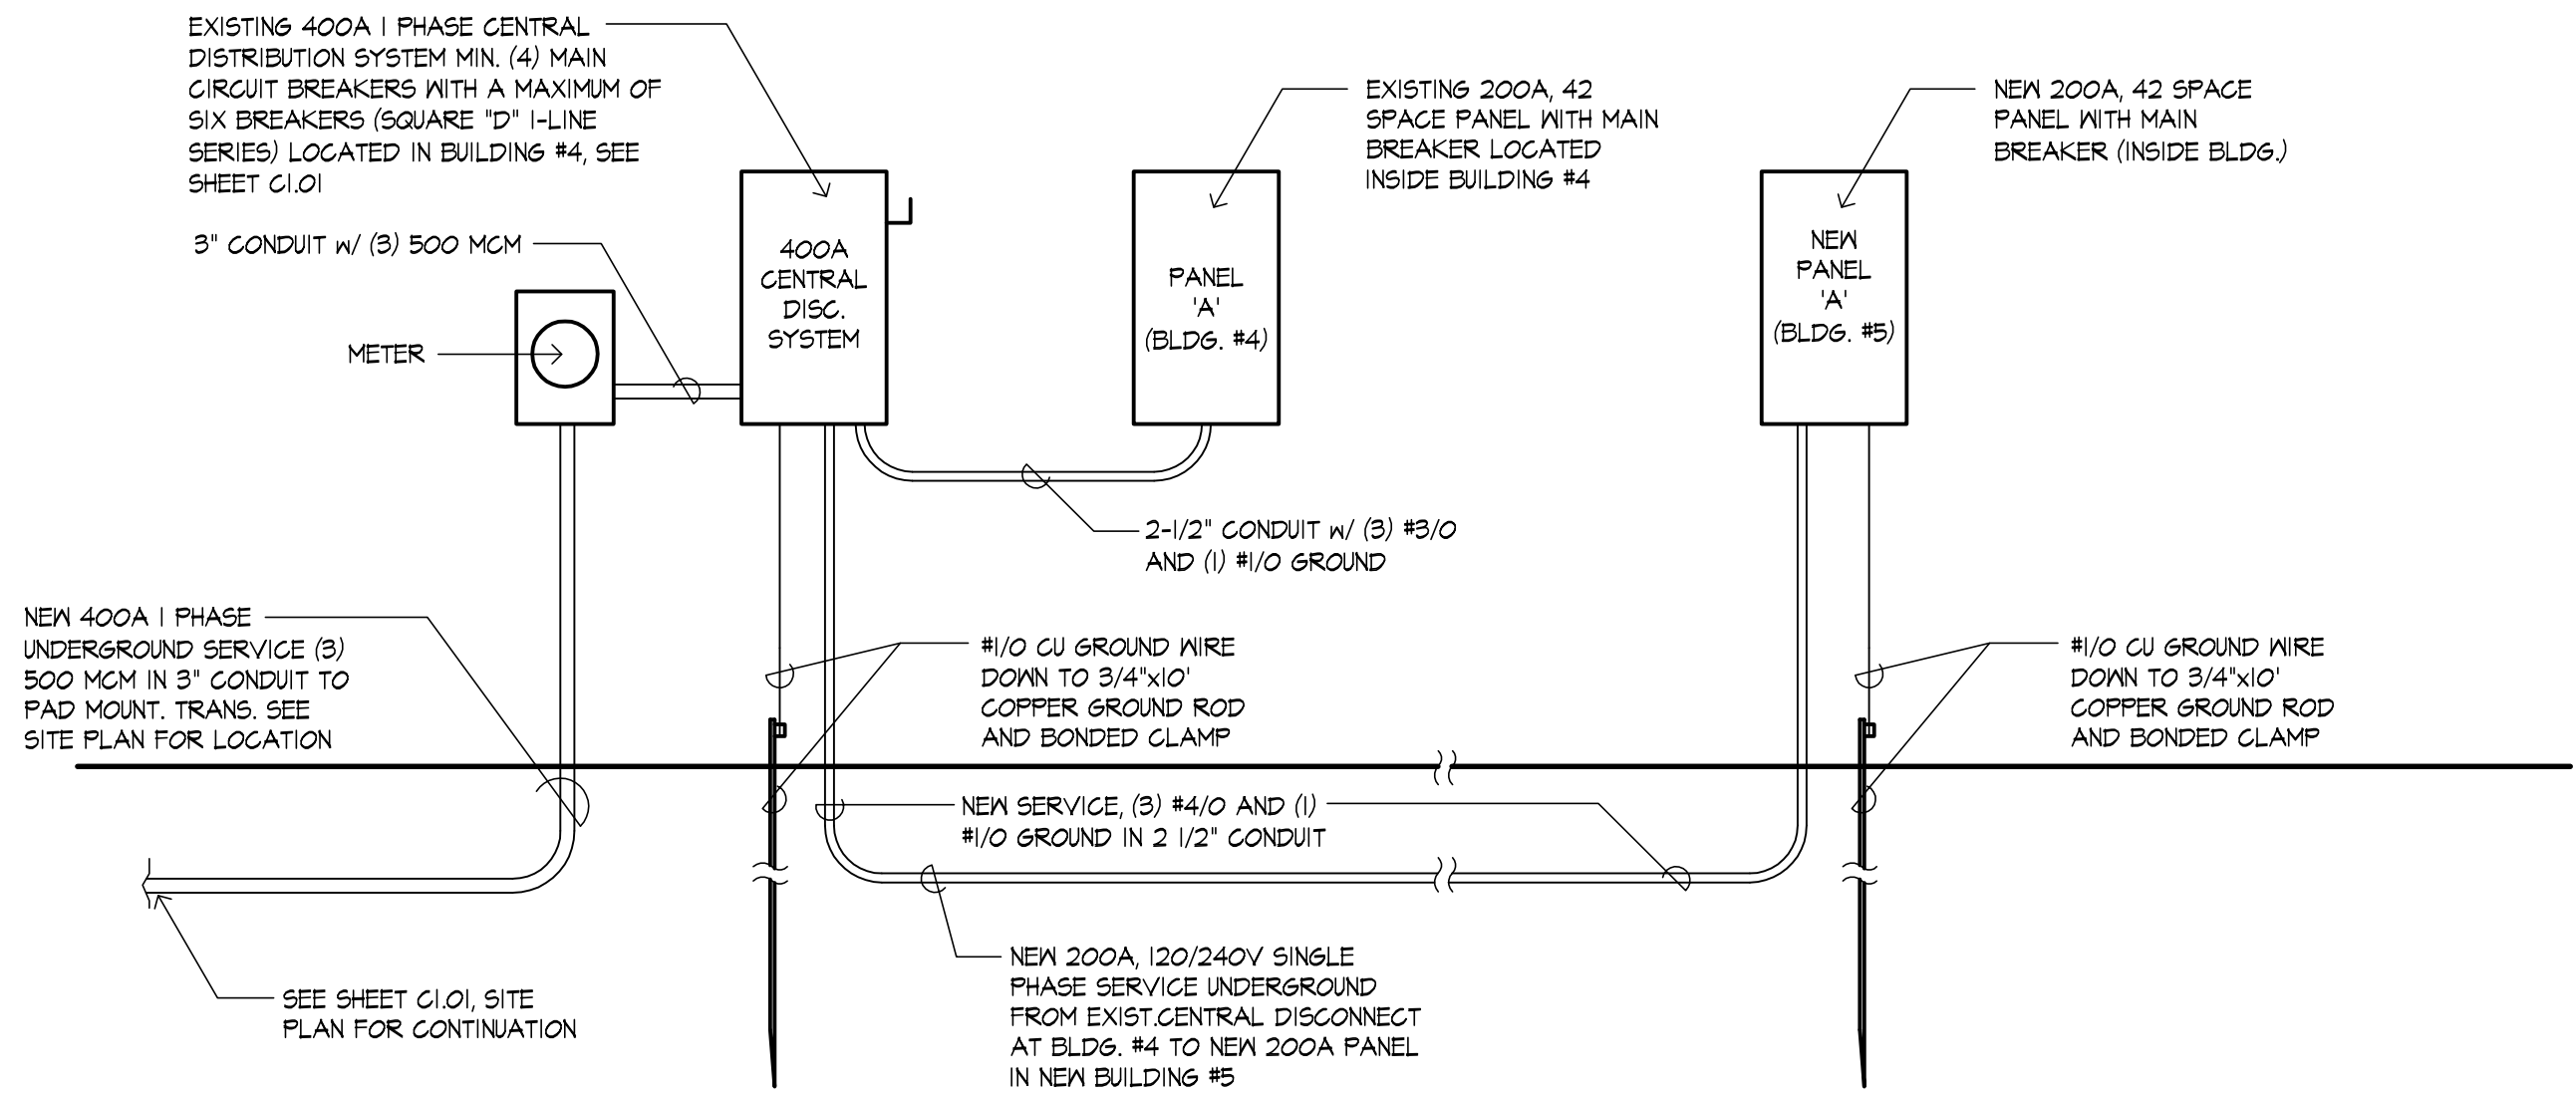 EXISTING 400A 1 PHASE CENTRAL
DISTRIBUTION SYSTEM MIN. (4) MAIN
CIRCUIT BREAKERS WITH A MAXIMUM OF
SIX BREAKERS (SQUARE "D" I-LINE
SERIES) LOCATED IN BUILDING #4, SEE
SHEET C1.01
3" CONDUIT w/ (3) 500 MCM
METER
400A
CENTRAL
DISC.
SYSTEM
EXISTING 200A, 42
SPACE PANEL WITH MAIN
BREAKER LOCATED
INSIDE BUILDING #4
PANEL
'A'
(BLDG. #4)
NEW 200A, 42 SPACE
PANEL WITH MAIN
BREAKER (INSIDE BLDG.)
NEW
PANEL
'A'
(BLDG. #5)
2-1/2" CONDUIT w/ (3) #3/0
AND (1) #1/0 GROUND
NEW 400A 1 PHASE
UNDERGROUND SERVICE (3)
500 MCM IN 3" CONDUIT TO
PAD MOUNT. TRANS. SEE
SITE PLAN FOR LOCATION
#1/0 CU GROUND WIRE
DOWN TO 3/4"x10'
COPPER GROUND ROD
AND BONDED CLAMP
#1/0 CU GROUND WIRE
DOWN TO 3/4"x10'
COPPER GROUND ROD
AND BONDED CLAMP
NEW SERVICE, (3) #4/0 AND (1)
#1/0 GROUND IN 2 1/2" CONDUIT
NEW 200A, 120/240V SINGLE
PHASE SERVICE UNDERGROUND
FROM EXIST.CENTRAL DISCONNECT
AT BLDG. #4 TO NEW 200A PANEL
IN NEW BUILDING #5
SEE SHEET C1.01, SITE
PLAN FOR CONTINUATION